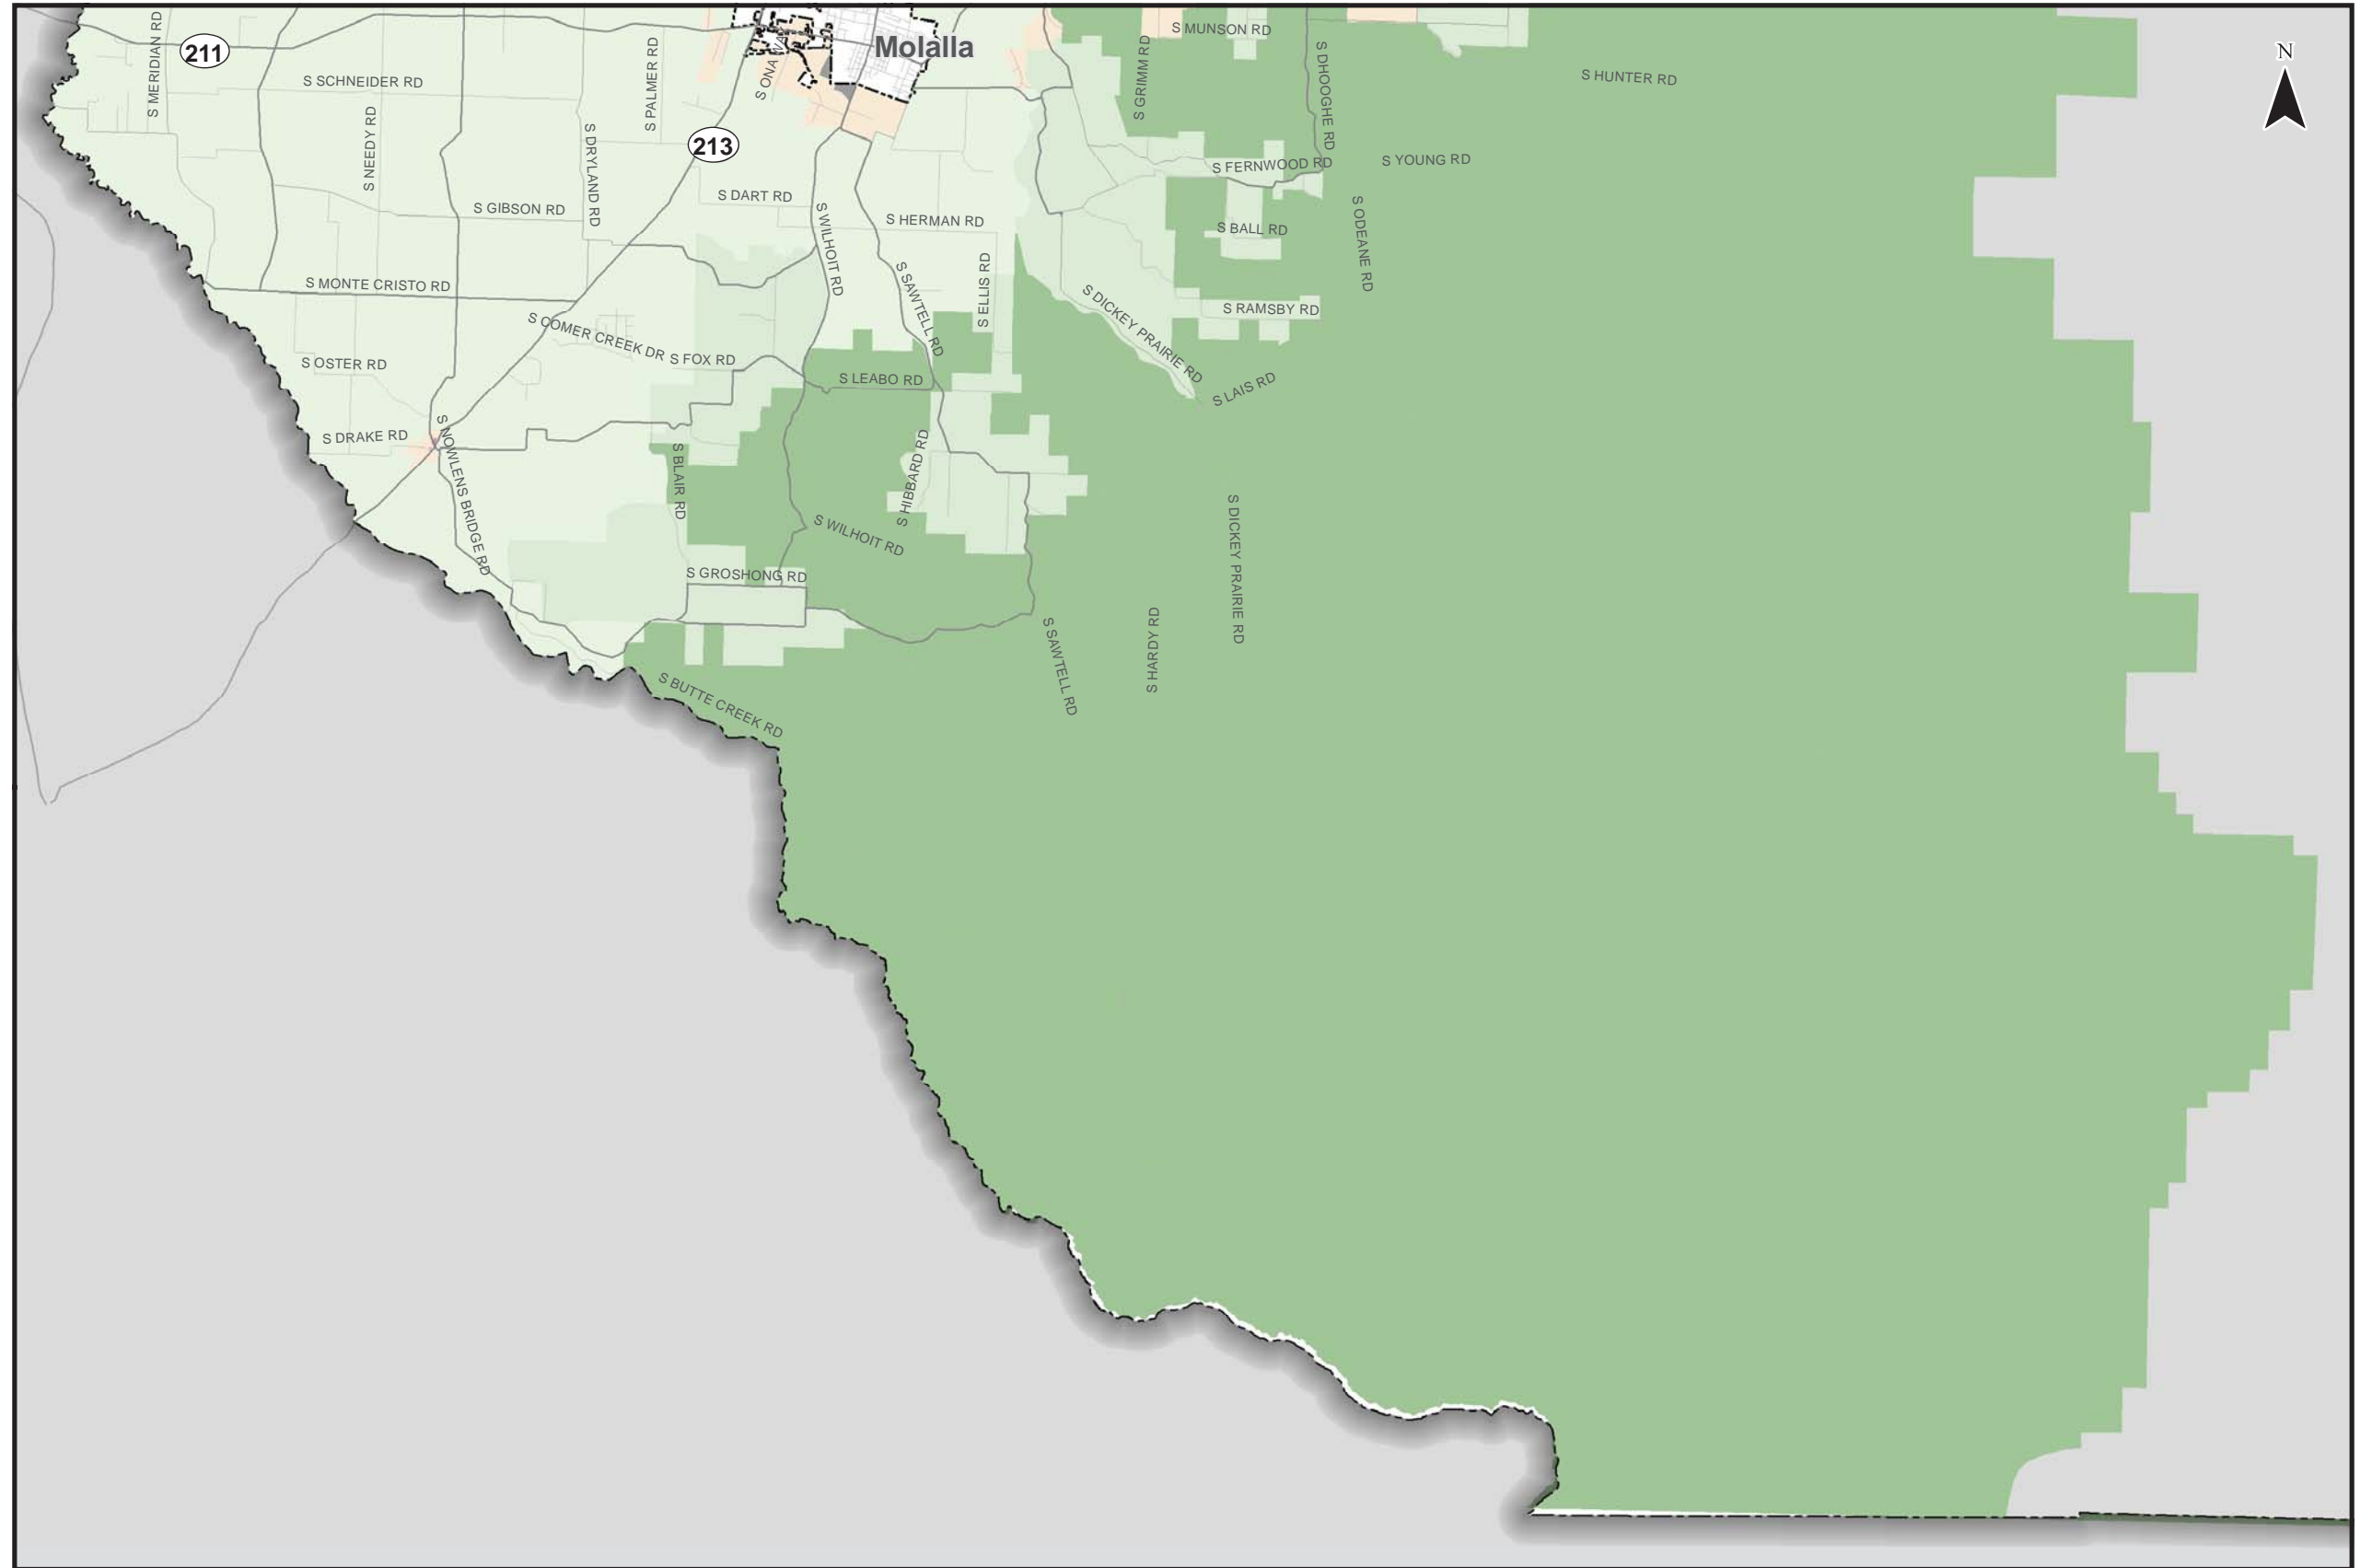 S MERIDIAN RD
211
S SCHNEIDER RD
S NEEDY RD
S DRYLAND RD
S PALMER RD
S ONA WAY
Molalla
213
S MUNSON RD
S GRIMM RD
S DHOOGHE RD
S HUNTER RD
N
S FERNWOOD RD
S YOUNG RD
S GIBSON RD
S DART RD
S WILHOIT RD
S HERMAN RD
S BALL RD
S ODEANE RD
S MONTE CRISTO RD
S SAWTELL RD
S ELLIS RD
S DICKEY PRAIRIE RD
S RAMSBY RD
S COMER CREEK DR
S FOX RD
S OSTER RD
S LEABO RD
S LAIS RD
S DRAKE RD
S NOWLENS BRIDGE RD
S BLAIR RD
S HIBBARD RD
S WILHOIT RD
S DICKEY PRAIRIE RD
S GROSHONG RD
S SAWTELL RD
S HARDY RD
S BUTTE CREEK RD